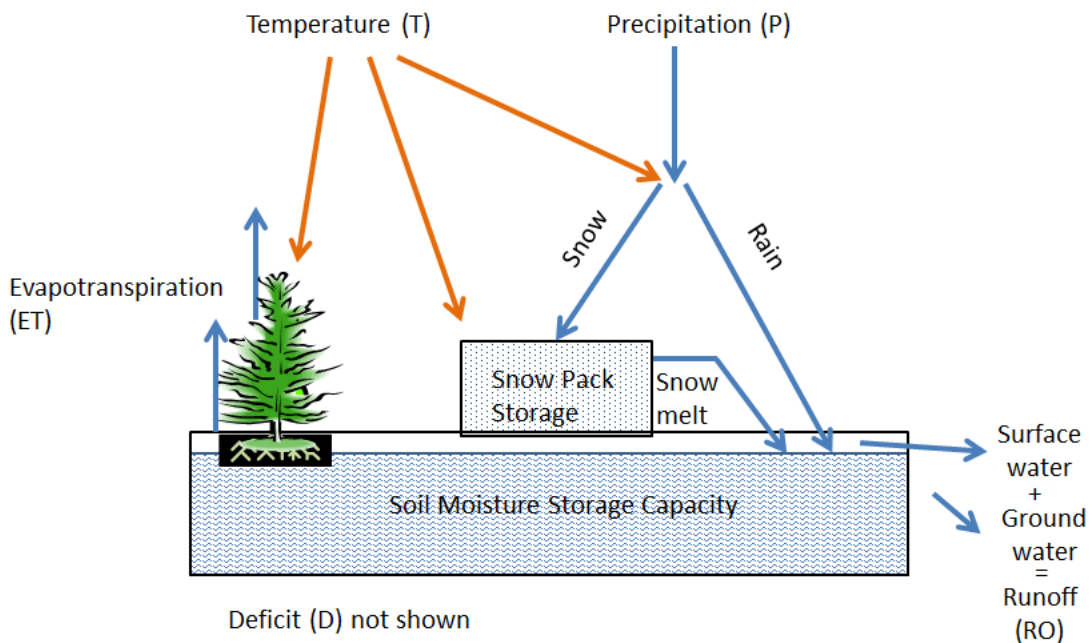 Temperature (T)
Precipitation (P)
Snow
Rain
Evapotranspiration
(ET)
Snow Pack
Storage
Snow
melt
Soil Moisture Storage Capacity
Surface
water
+
Ground
water
=
Runoff
(RO)
Deficit (D) not shown